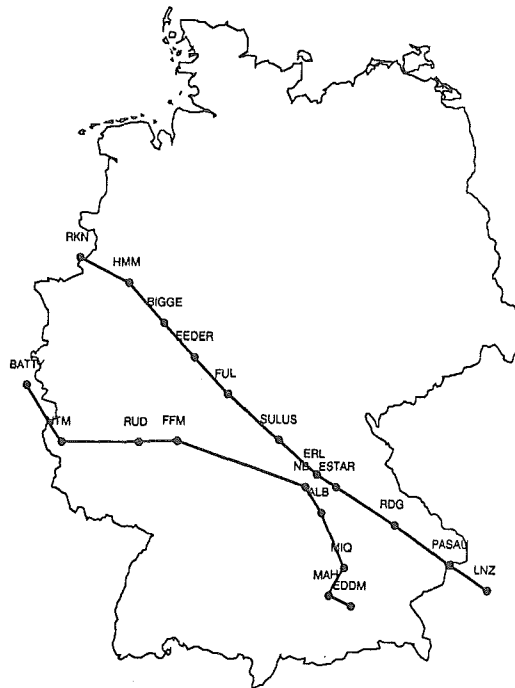 RKN
HMM
BIGGE
EEDER
BATTY
FUL
NTM
RUD
FFM
SULUS
ERL
NB ESTAR
ALB
RDG
MIQ
PASAU
MAH
EDDM
LNZ